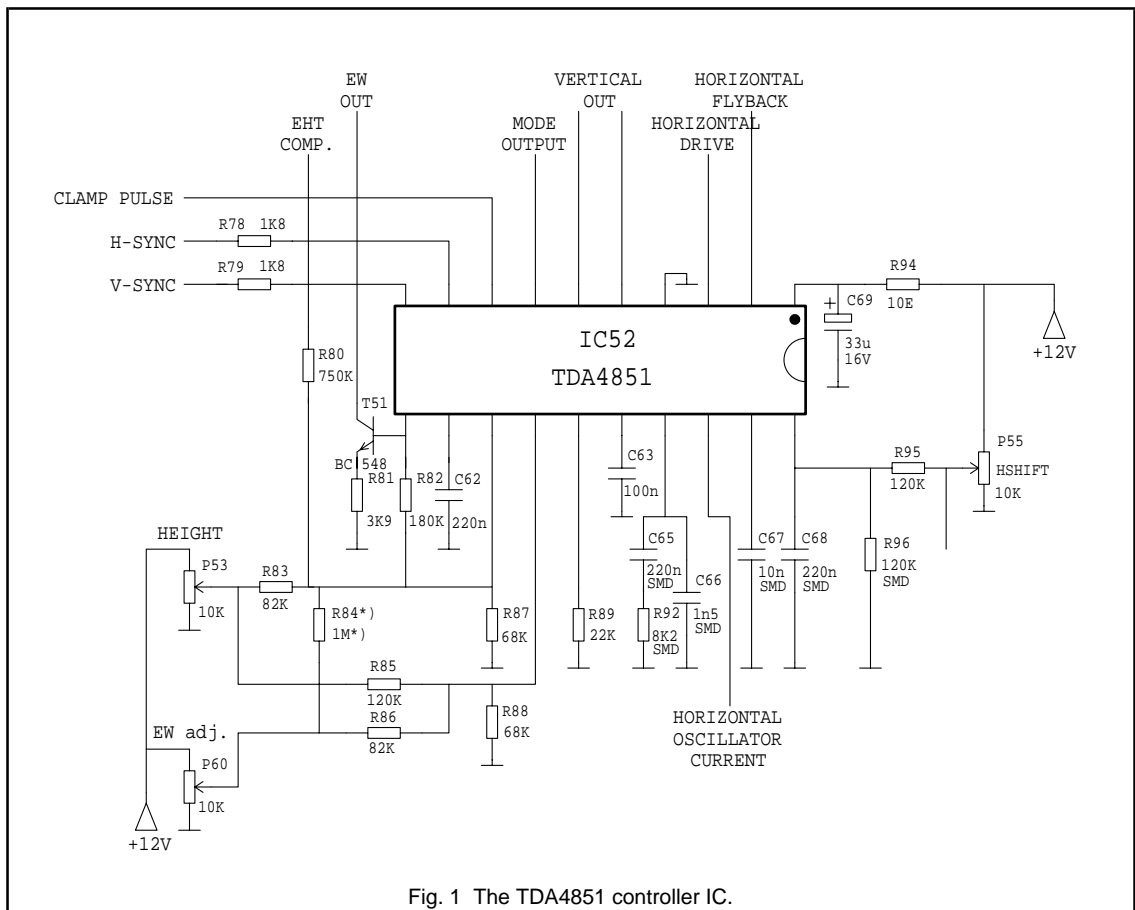 EW
OUT
VERTICAL
OUT
HORIZONTAL
FLYBACK
EHT
COMP.
MODE
OUTPUT
HORIZONTAL
DRIVE
CLAMP PULSE
R78 1K8
H-SYNC
R79 1K8
V-SYNC
R94
10E
+ C69
33u
16V
+12V
IC52
TDA4851
R80
750K
T51
BC 548
R81
3K9
R82
180K
C62
220n
C63
100n
R95
120K
P55
HSHIFT
10K
HEIGHT
P53
10K
R83
82K
R84*)
1M*)
R87
68K
R89
22K
C65
220n
SMD
R92
8K2
SMD
C66
1n5
SMD
C67
10n
SMD
C68
220n
SMD
R96
120K
SMD
R85
120K
R86
82K
R88
68K
EW adj.
P60
10K
+12V
HORIZONTAL
OSCILLATOR
CURRENT
Fig. 1 The TDA4851 controller IC.